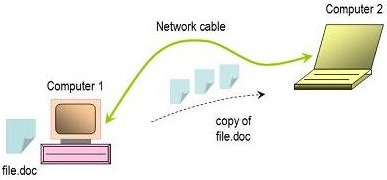 Computer 2
Network cable
Computer 1
copy of
file.doc
file.doc